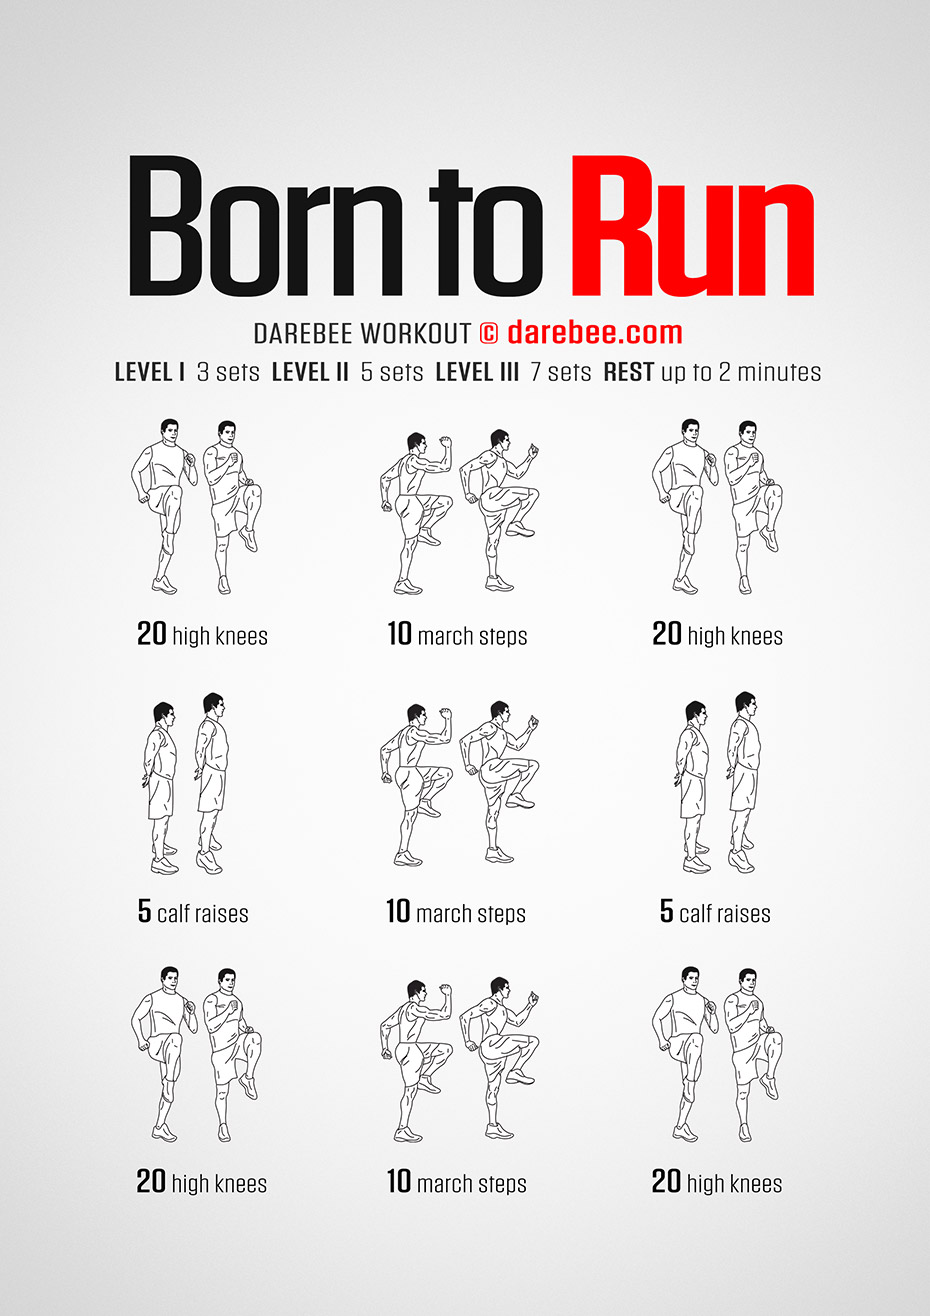 Born to Run
DAREBEE WORKOUT © darebee.com
LEVEL I 3 sets LEVEL II 5 sets LEVEL III 7 sets REST up to 2 minutes
20 high knees
10 march steps
20 high knees
5 calf raises
10 march steps
5 calf raises
20 high knees
10 march steps
20 high knees